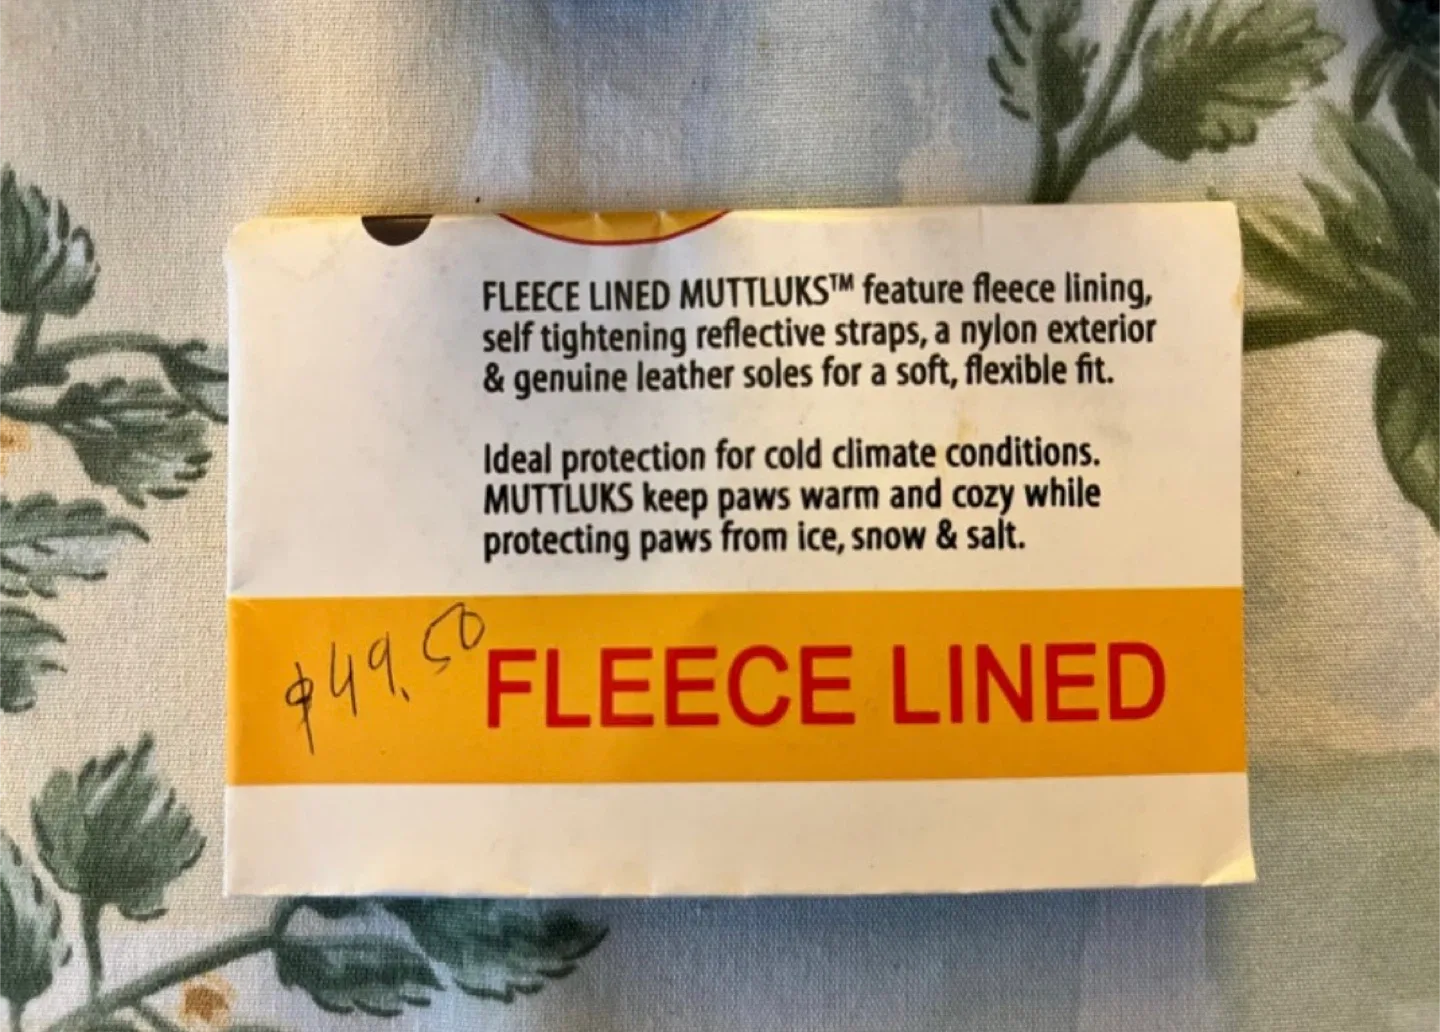 FLEECE LINED MUTTLUKS™ feature fleece lining,
self tightening reflective straps, a nylon exterior
& genuine leather soles for a soft, flexible fit.
Ideal protection for cold climate conditions.
MUTTLUKS keep paws warm and cozy while
protecting paws from ice, snow & salt.
$49.50
FLEECE LINED